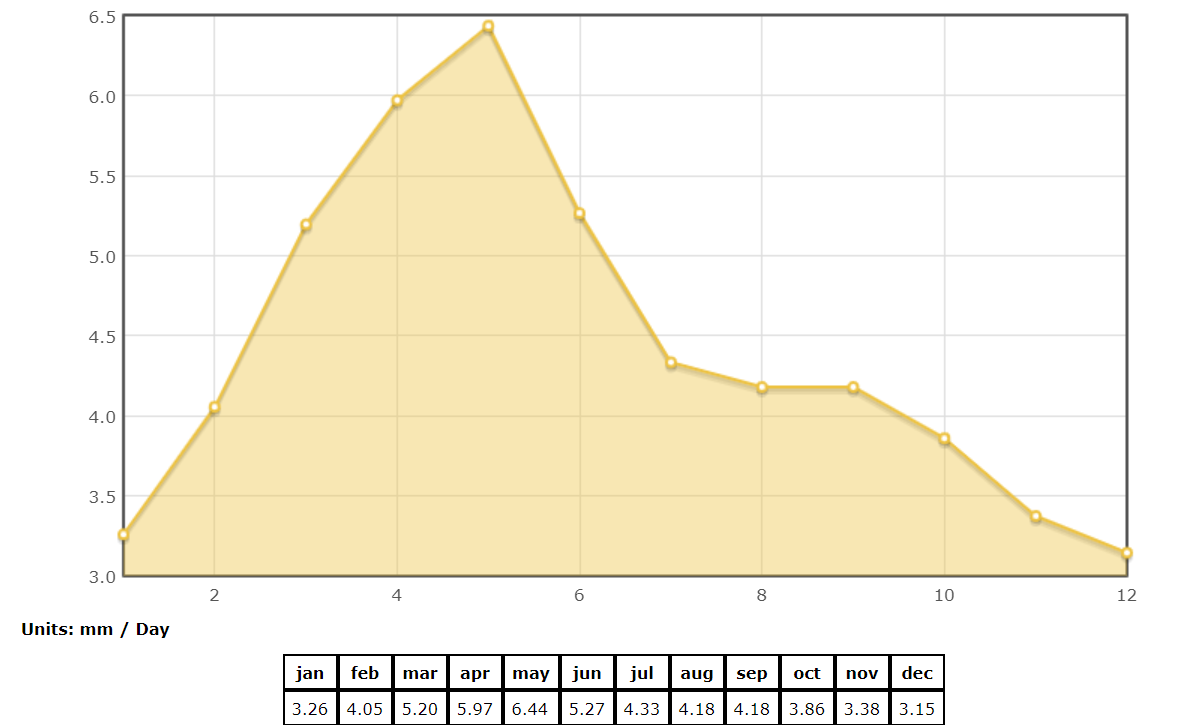 6.5
6.0
5.5
5.0
4.5
4.0
3.5
3.0
2 4 6 8 10 12
Units: mm / Day
jan feb mar apr may jun jul aug sep oct nov dec
3.26 4.05 5.20 5.97 6.44 5.27 4.33 4.18 4.18 3.86 3.38 3.15